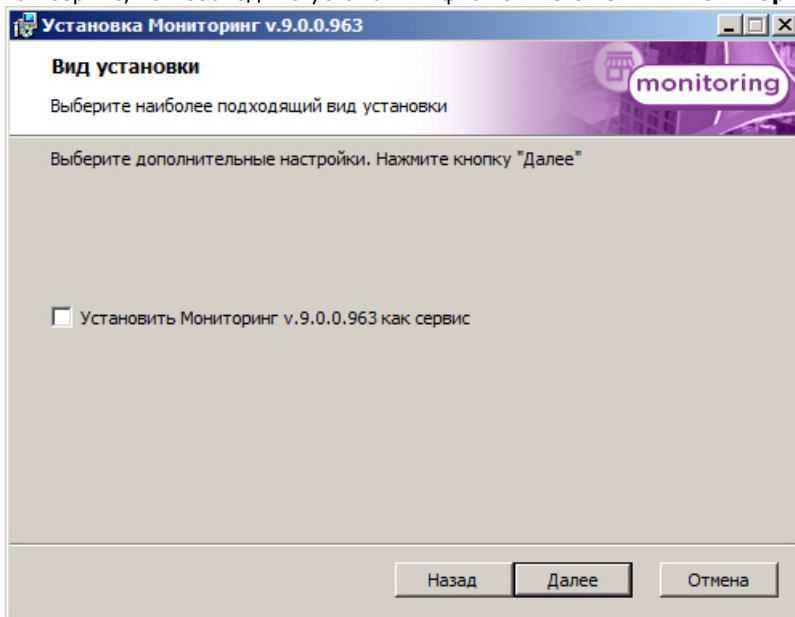 Установка Мониторинг v.9.0.0.963
Вид установки
Выберите наиболее подходящий вид установки
monitoring
Выберите дополнительные настройки. Нажмите кнопку "Далее"
Установить Мониторинг v.9.0.0.963 как сервис
Назад Далее Отмена